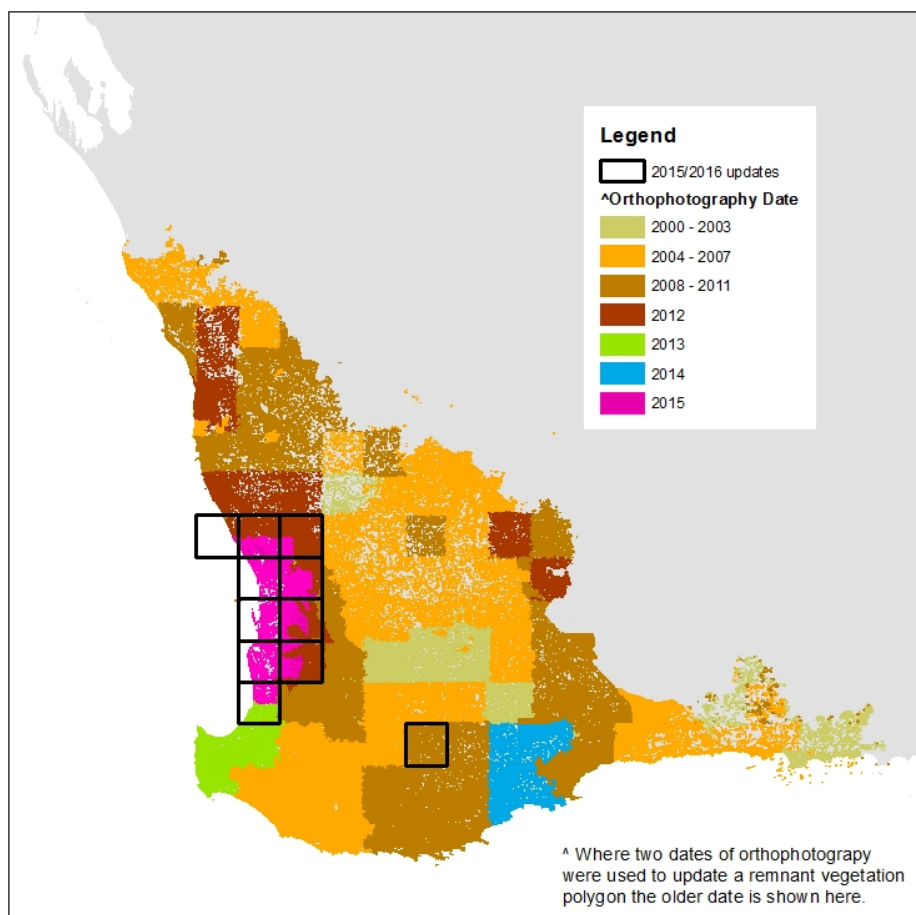 Legend
2015/2016 updates
^Orthophotography Date
2000 - 2003
2004 - 2007
2008 - 2011
2012
2013
2014
2015
^ Where two dates of orthophotograpy
were used to update a remnant vegetation
polygon the older date is shown here.